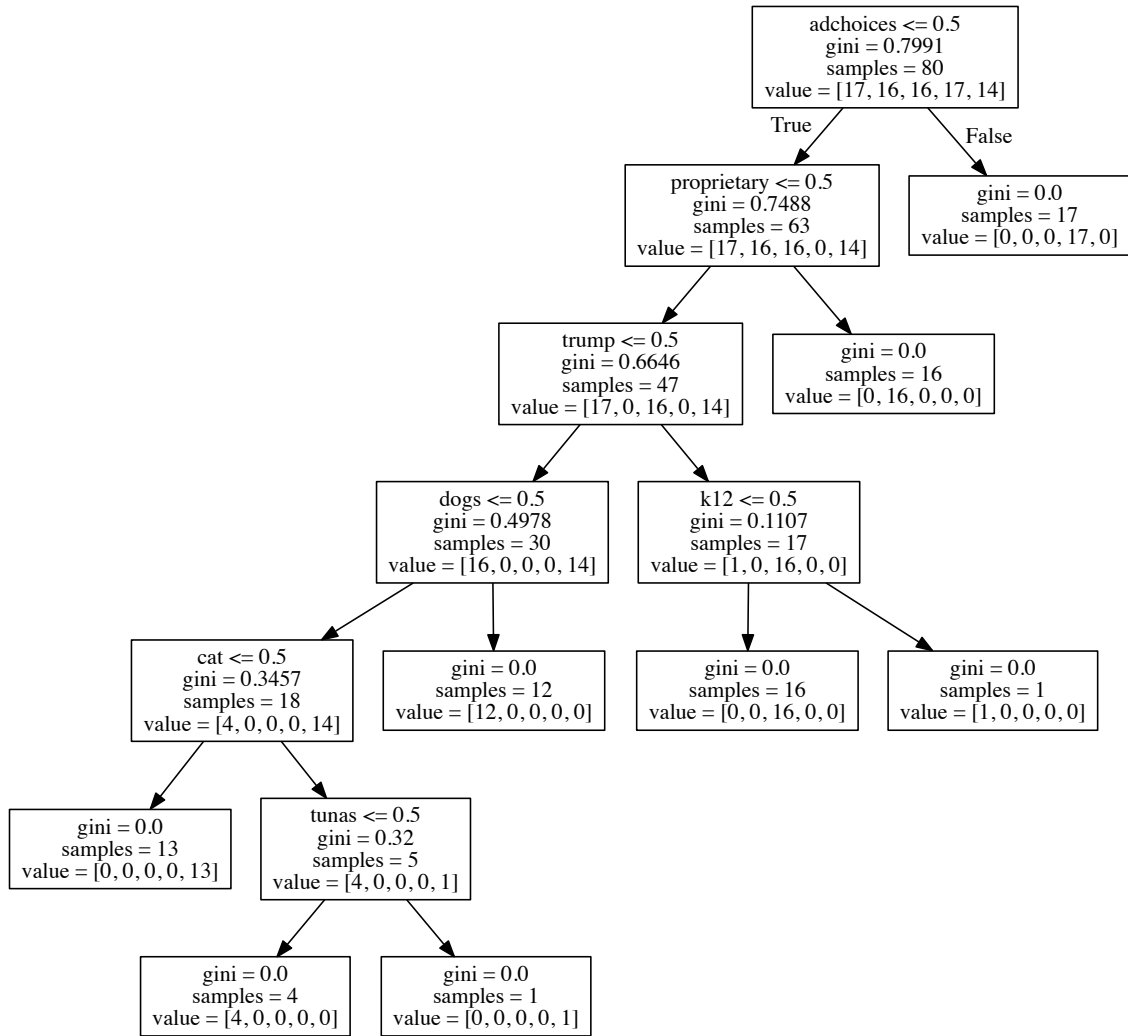 adchoices <= 0.5
gini = 0.7991
samples = 80
value = [17, 16, 16, 17, 14]
True
False
proprietary <= 0.5
gini = 0.7488
samples = 63
value = [17, 16, 16, 0, 14]
gini = 0.0
samples = 17
value = [0, 0, 0, 17, 0]
trump <= 0.5
gini = 0.6646
samples = 47
value = [17, 0, 16, 0, 14]
gini = 0.0
samples = 16
value = [0, 16, 0, 0, 0]
dogs <= 0.5
gini = 0.4978
samples = 30
value = [16, 0, 0, 0, 14]
k12 <= 0.5
gini = 0.1107
samples = 17
value = [1, 0, 16, 0, 0]
cat <= 0.5
gini = 0.3457
samples = 18
value = [4, 0, 0, 0, 14]
gini = 0.0
samples = 12
value = [12, 0, 0, 0, 0]
gini = 0.0
samples = 16
value = [0, 0, 16, 0, 0]
gini = 0.0
samples = 1
value = [1, 0, 0, 0, 0]
gini = 0.0
samples = 13
value = [0, 0, 0, 0, 13]
tunas <= 0.5
gini = 0.32
samples = 5
value = [4, 0, 0, 0, 1]
gini = 0.0
samples = 4
value = [4, 0, 0, 0, 0]
gini = 0.0
samples = 1
value = [0, 0, 0, 0, 1]